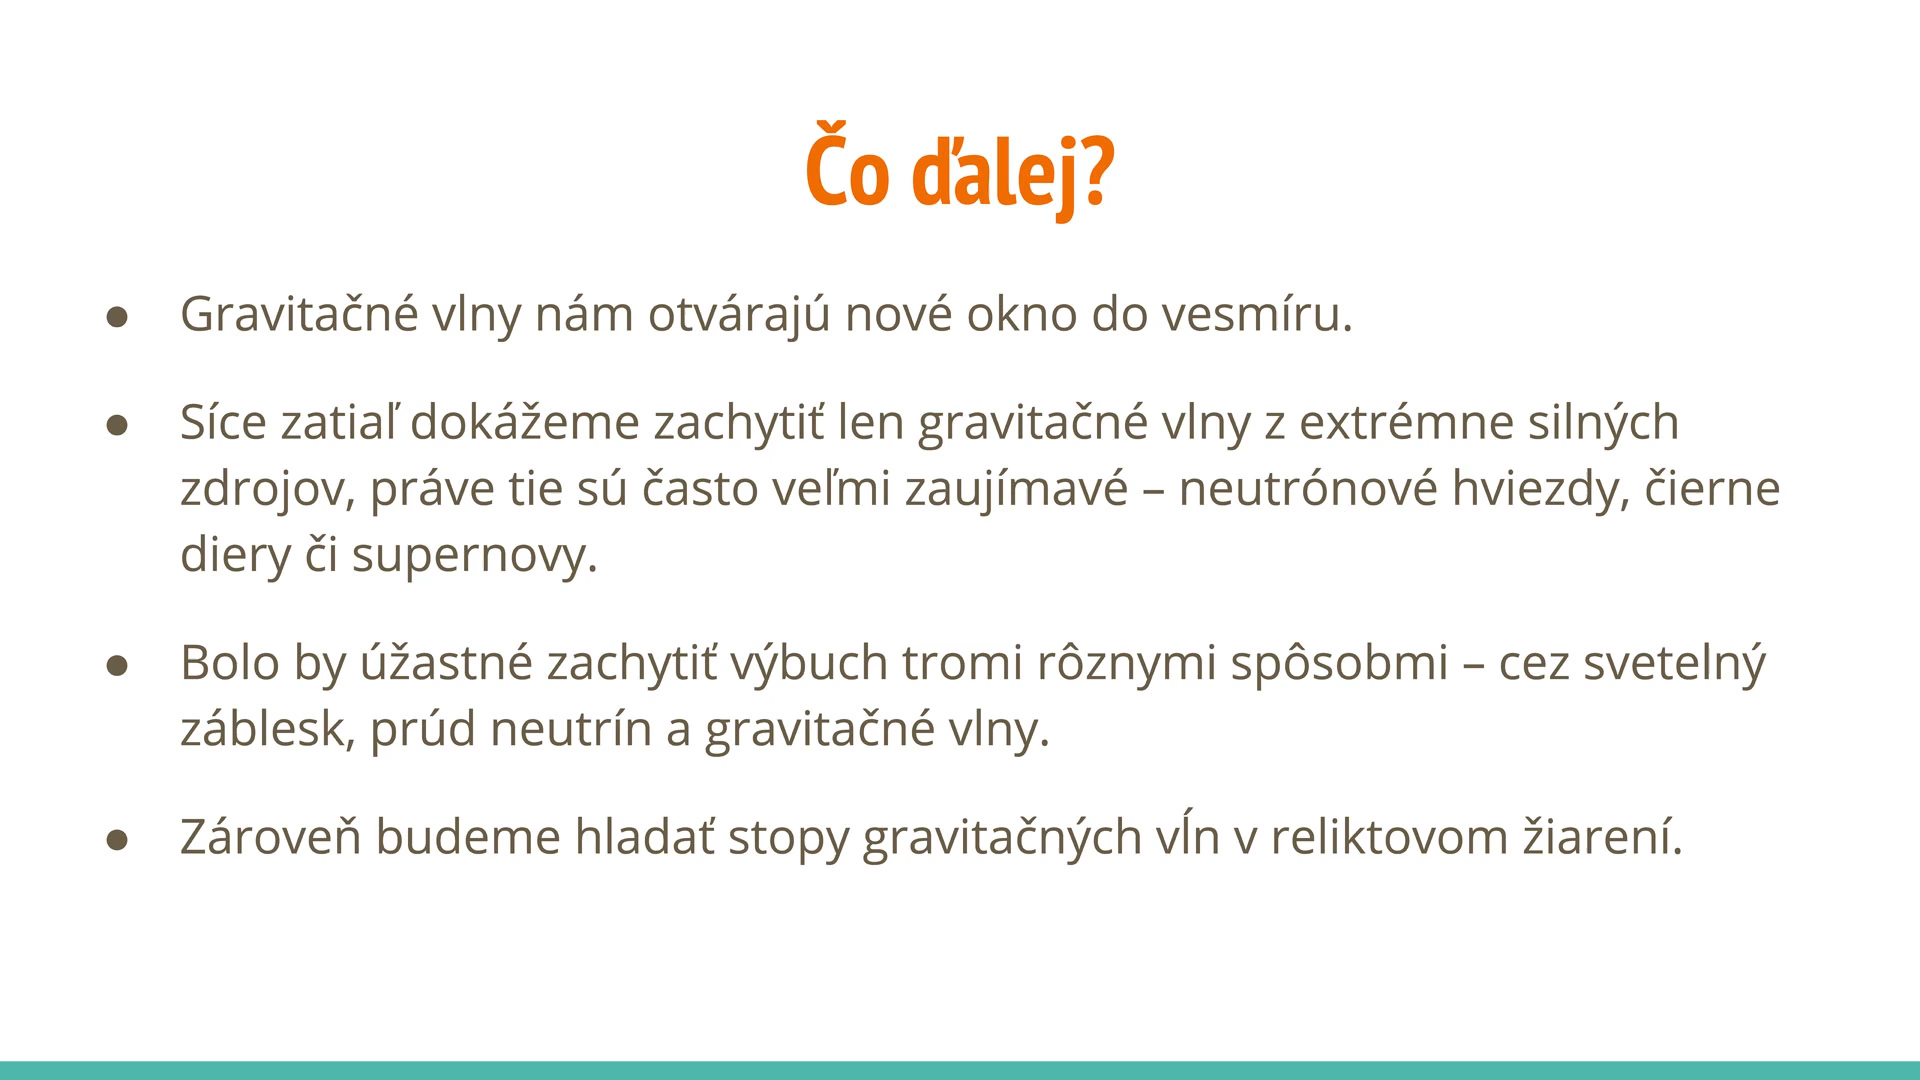 Čo ďalej?
● Gravitačné vlny nám otvárajú nové okno do vesmíru.
● Síce zatiaľ dokážeme zachytiť len gravitačné vlny z extrémne silných
zdrojov, práve tie sú často veľmi zaujímavé – neutrónové hviezdy, čierne
diery či supernovy.
● Bolo by úžastné zachytiť výbuch tromi rôznymi spôsobmi – cez svetelný
záblesk, prúd neutrín a gravitačné vlny.
● Zároveň budeme hladať stopy gravitačných vĺn v reliktovom žiarení.